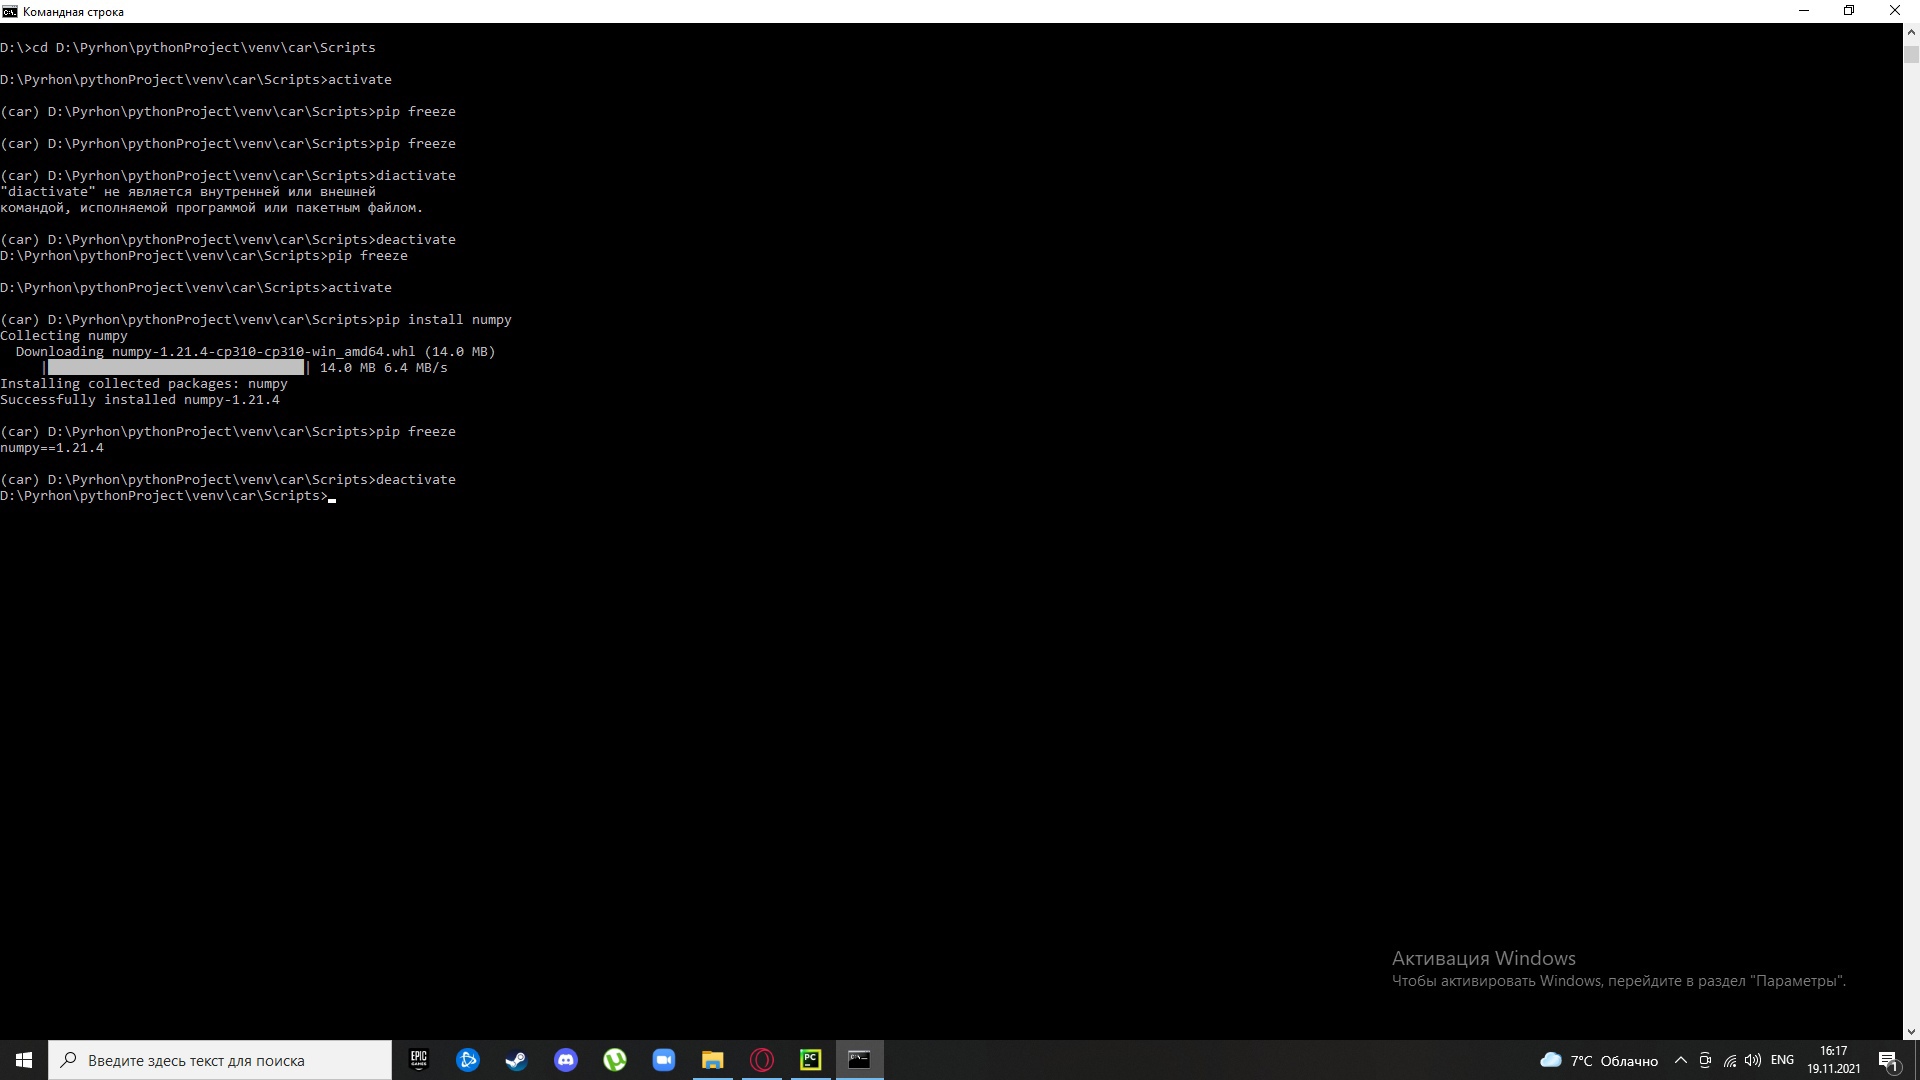 Командная строка
D:\>cd D:\Pyrhon\pythonProject\venv\car\Scripts
D:\Pyrhon\pythonProject\venv\car\Scripts>activate
(car) D:\Pyrhon\pythonProject\venv\car\Scripts>pip freeze
(car) D:\Pyrhon\pythonProject\venv\car\Scripts>pip freeze
(car) D:\Pyrhon\pythonProject\venv\car\Scripts>diactivate
"diactivate" не является внутренней или внешней
командой, исполняемой программой или пакетным файлом.
(car) D:\Pyrhon\pythonProject\venv\car\Scripts>deactivate
D:\Pyrhon\pythonProject\venv\car\Scripts>pip freeze
D:\Pyrhon\pythonProject\venv\car\Scripts>activate
(car) D:\Pyrhon\pythonProject\venv\car\Scripts>pip install numpy
Collecting numpy
Downloading numpy-1.21.4-cp310-cp310-win_amd64.whl (14.0 MB)
| | 14.0 MB 6.4 MB/s
Installing collected packages: numpy
Successfully installed numpy-1.21.4
(car) D:\Pyrhon\pythonProject\venv\car\Scripts>pip freeze
numpy==1.21.4
(car) D:\Pyrhon\pythonProject\venv\car\Scripts>deactivate
D:\Pyrhon\pythonProject\venv\car\Scripts>
Активация Windows
Чтобы активировать Windows, перейдите в раздел "Параметры".
Введите здесь текст для поиска
EPIC GAMES
PC
7°C Облачно
ENG
16:17
19.11.2021
1